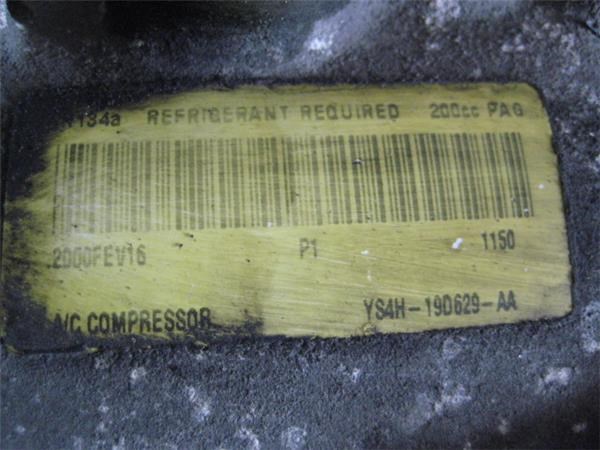 R134a REFRIGERANT REQUIRED 200cc PAG
2000FEV16 P1 1150
A/C COMPRESSOR YS4H-19D629-AA